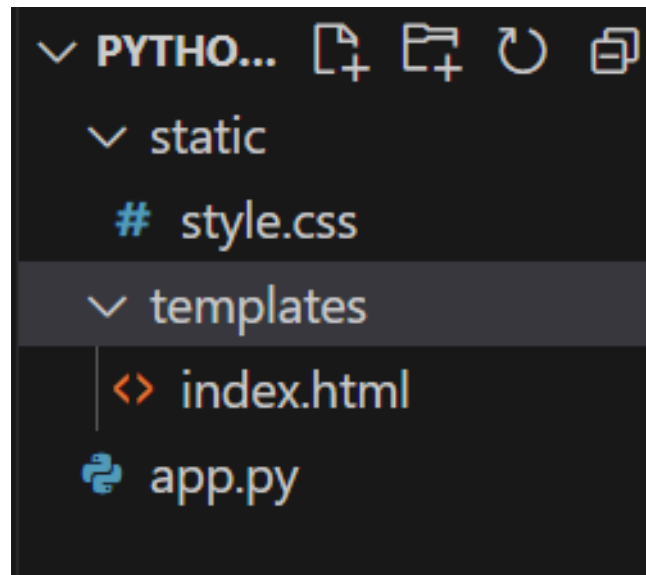 PYTHO...
static
# style.css
templates
<> index.html
app.py